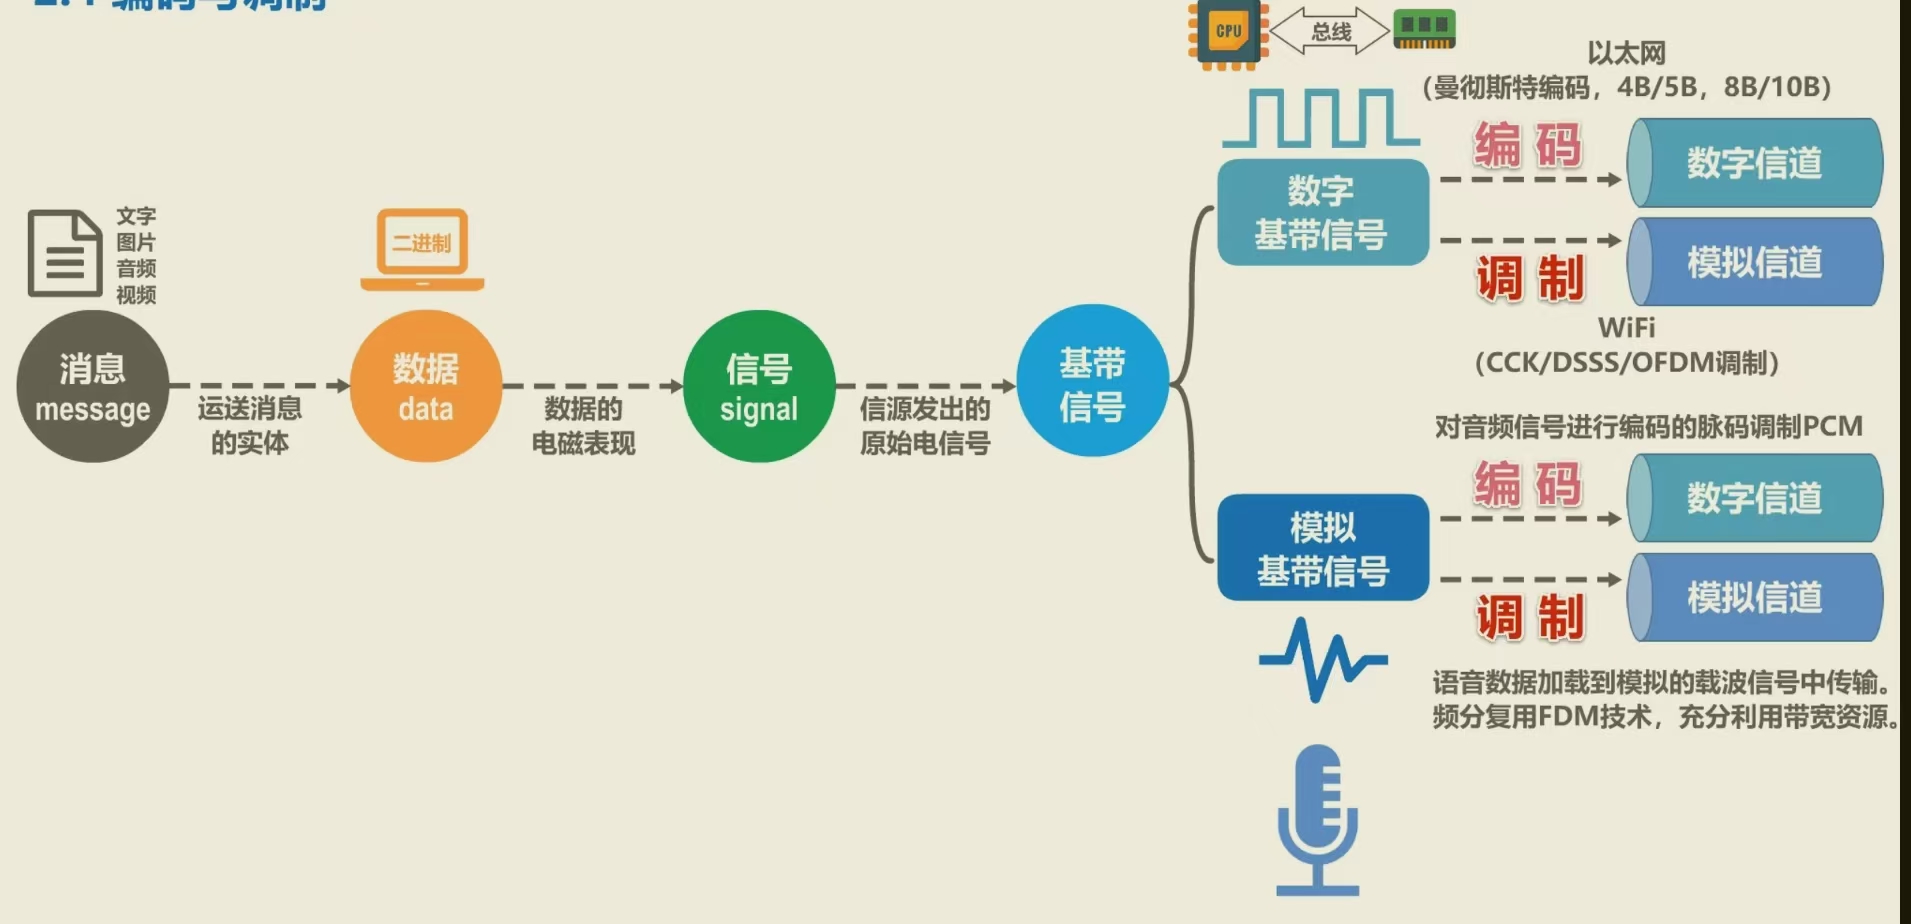 2.4 编码与调制
CPU
总线
以太网
（曼彻斯特编码，4B/5B，8B/10B）
编 码
数字信道
数字
基带信号
调 制
模拟信道
WiFi
（CCK/DSSS/OFDM调制）
文字
图片
音频
视频
二进制
消息
message
运送消息
的实体
数据
data
数据的
电磁表现
信号
signal
信源发出的
原始电信号
基带
信号
对音频信号进行编码的脉码调制PCM
编 码
数字信道
模拟
基带信号
调 制
模拟信道
语音数据加载到模拟的载波信号中传输。
频分复用FDM技术，充分利用带宽资源。